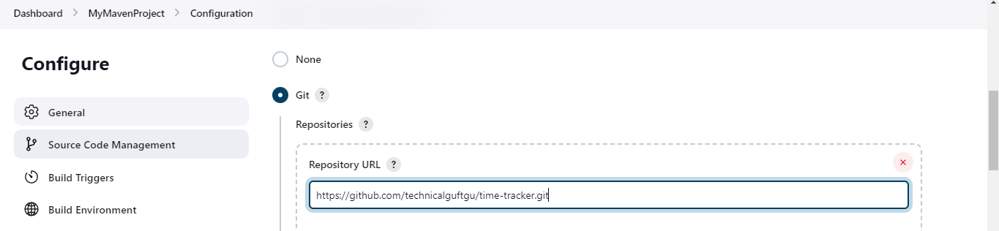 Dashboard > MyMavenProject > Configuration
Configure
General
Source Code Management
Build Triggers
Build Environment
None
Git ?
Repositories ?
Repository URL ?
https://github.com/technicalguftgu/time-tracker.git